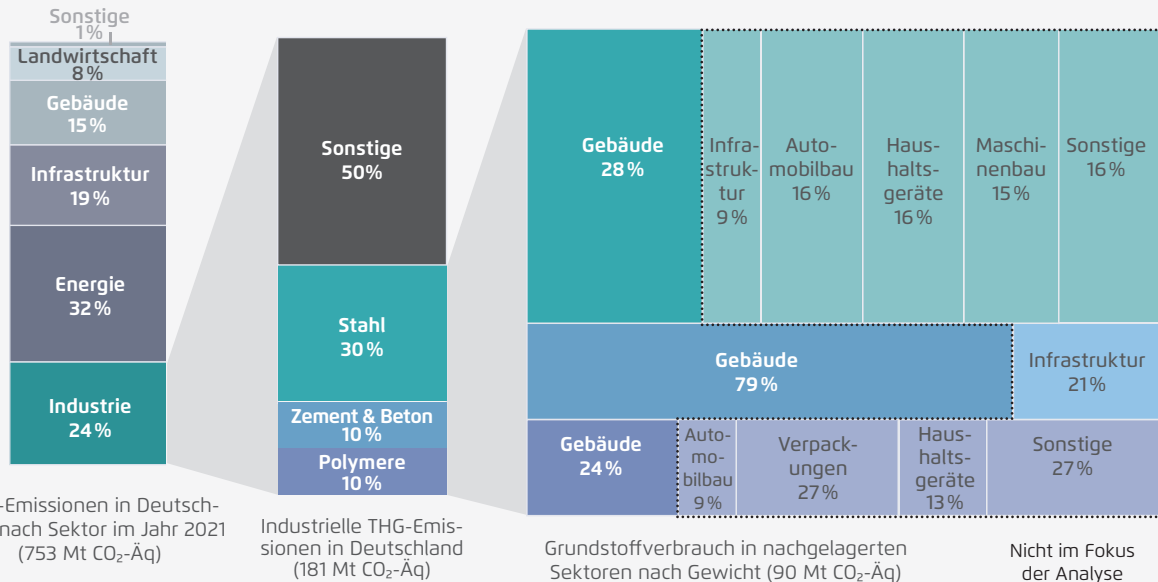 Sonstige
1 %
Landwirtschaft
8 %
Gebäude
15 %
Infrastruktur
19 %
Energie
32 %
Industrie
24 %
-Emissionen in Deutsch-
nach Sektor im Jahr 2021
(753 Mt CO₂-Äq)
Sonstige
50%
Stahl
30 %
Zement & Beton
10 %
Polymere
10 %
Industrielle THG-Emis-
sionen in Deutschland
(181 Mt CO₂-Äq)
Gebäude
28 %
Infra-
struk-
tur
9 %
Auto-
mobilbau
16 %
Haus-
halts-
geräte
16 %
Maschi-
nenbau
15 %
Sonstige
16 %
Gebäude
79 %
Infrastruktur
21 %
Gebäude
24 %
Auto-
mo-
bilbau
9 %
Verpack-
ungen
27 %
Haus-
halts-
geräte
13 %
Sonstige
27 %
Grundstoffverbrauch in nachgelagerten
Sektoren nach Gewicht (90 Mt CO₂-Äq)
Nicht im Fokus
der Analyse